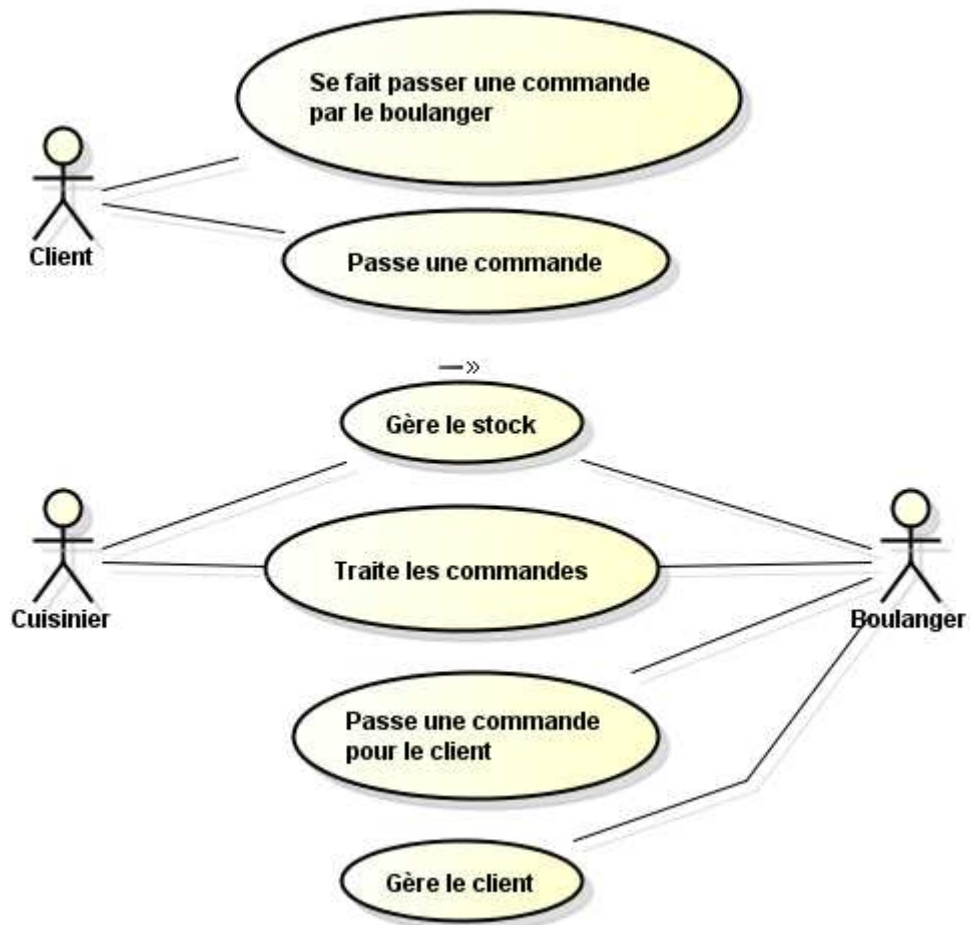 Se fait passer une commande
par le boulanger
Client
Passe une commande
Gère le stock
Traite les commandes
Cuisinier
Boulanger
Passe une commande
pour le client
Gère le client